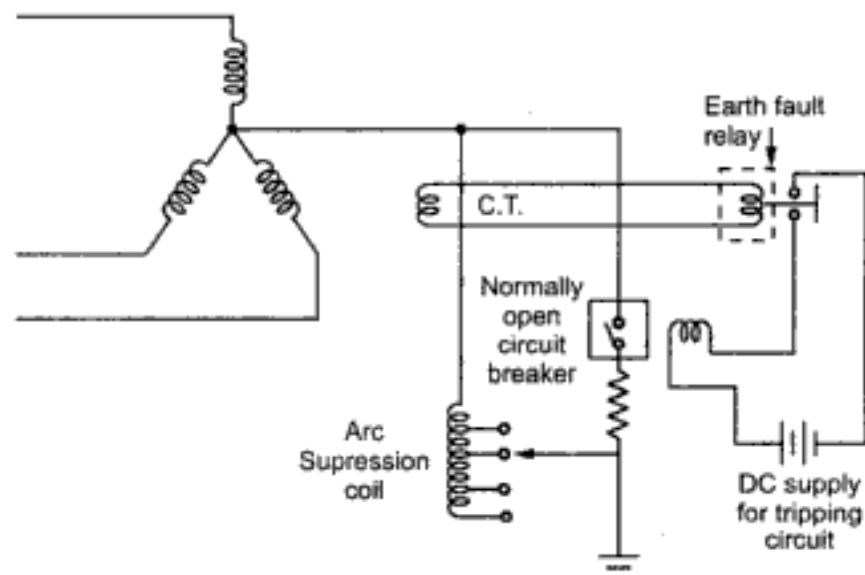 Earth fault
relay
C.T.
Normally
open
circuit
breaker
Arc
Supression
coil
DC supply
for tripping
circuit